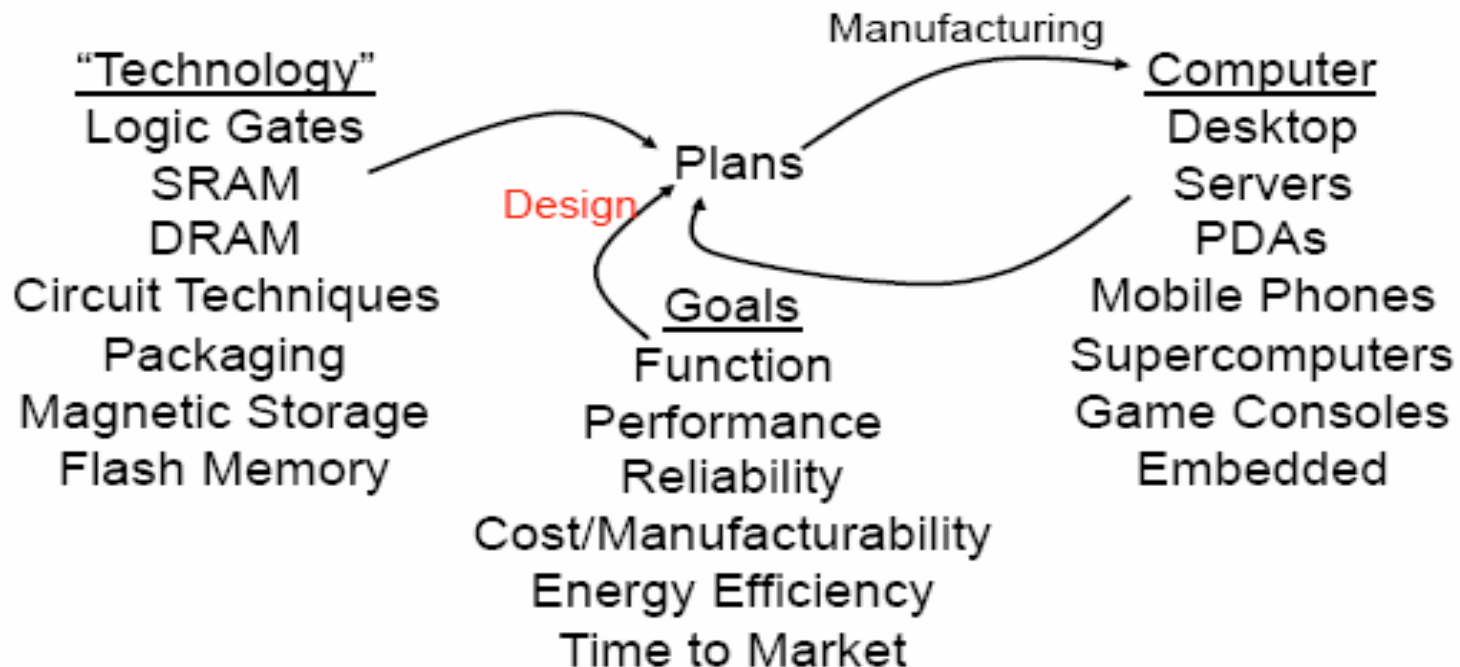 “Technology”
Logic Gates
SRAM
DRAM
Circuit Techniques
Packaging
Magnetic Storage
Flash Memory
Plans
Design
Goals
Function
Performance
Reliability
Cost/Manufacturability
Energy Efficiency
Time to Market
Manufacturing
Computer
Desktop
Servers
PDAs
Mobile Phones
Supercomputers
Game Consoles
Embedded